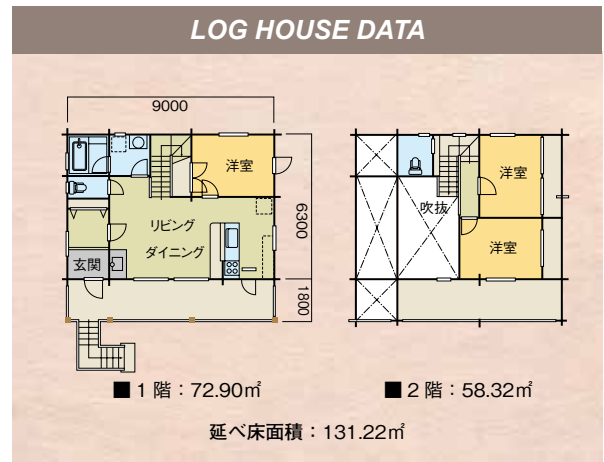 LOG HOUSE DATA
9000
洋室
リビング
ダイニング
玄関
6300
1800
洋室
吹抜
洋室
■1階：72.90㎡
■2階：58.32㎡
延べ床面積：131.22㎡